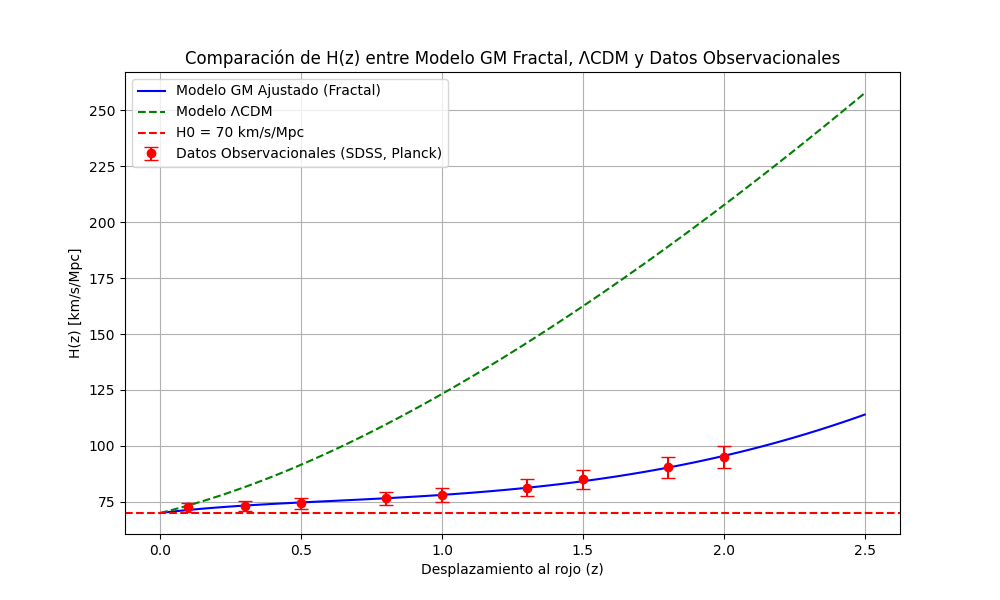 Comparación de H(z) entre Modelo GM Fractal, ΛCDM y Datos Observacionales
Modelo GM Ajustado (Fractal)
Modelo ΛCDM
H0 = 70 km/s/Mpc
Datos Observacionales (SDSS, Planck)
H(z) [km/s/Mpc]
250
225
200
175
150
125
100
75
0.0 0.5 1.0 1.5 2.0 2.5
Desplazamiento al rojo (z)